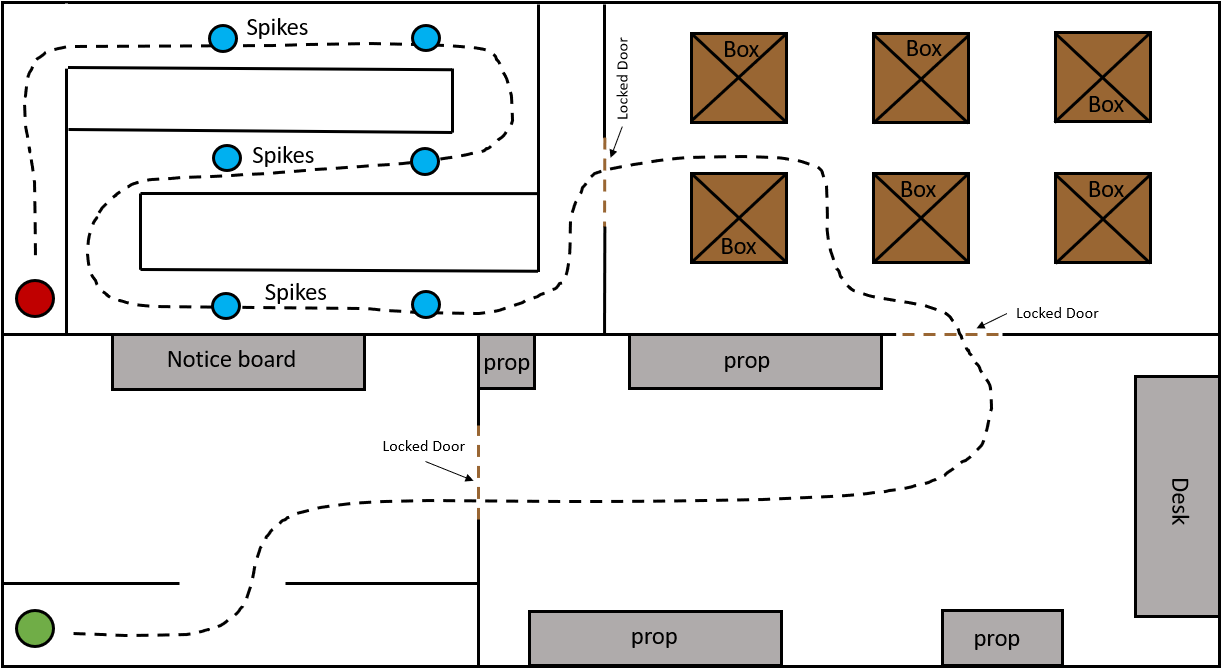 Spikes
Locked Door
Box
Box
Box
Spikes
Box
Box
Box
Spikes
Locked Door
Notice board
prop
prop
Locked Door
Desk
prop
prop